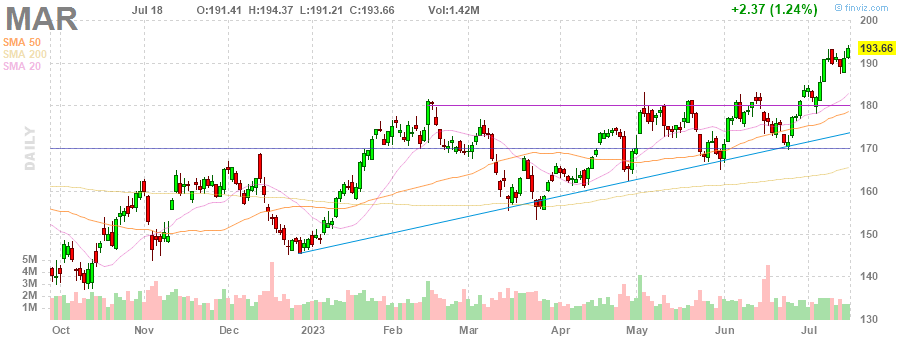 MAR Jul 18 O:191.41 H:194.37 L:191.21 C:193.66 Vol:1.42M +2.37 (1.24%) © finviz.com
SMA 50
SMA 200
SMA 20
DAILY
200
193.66
190
180
170
160
150
140
130
5M
4M
3M
2M
1M
Oct Nov Dec 2023 Feb Mar Apr May Jun Jul